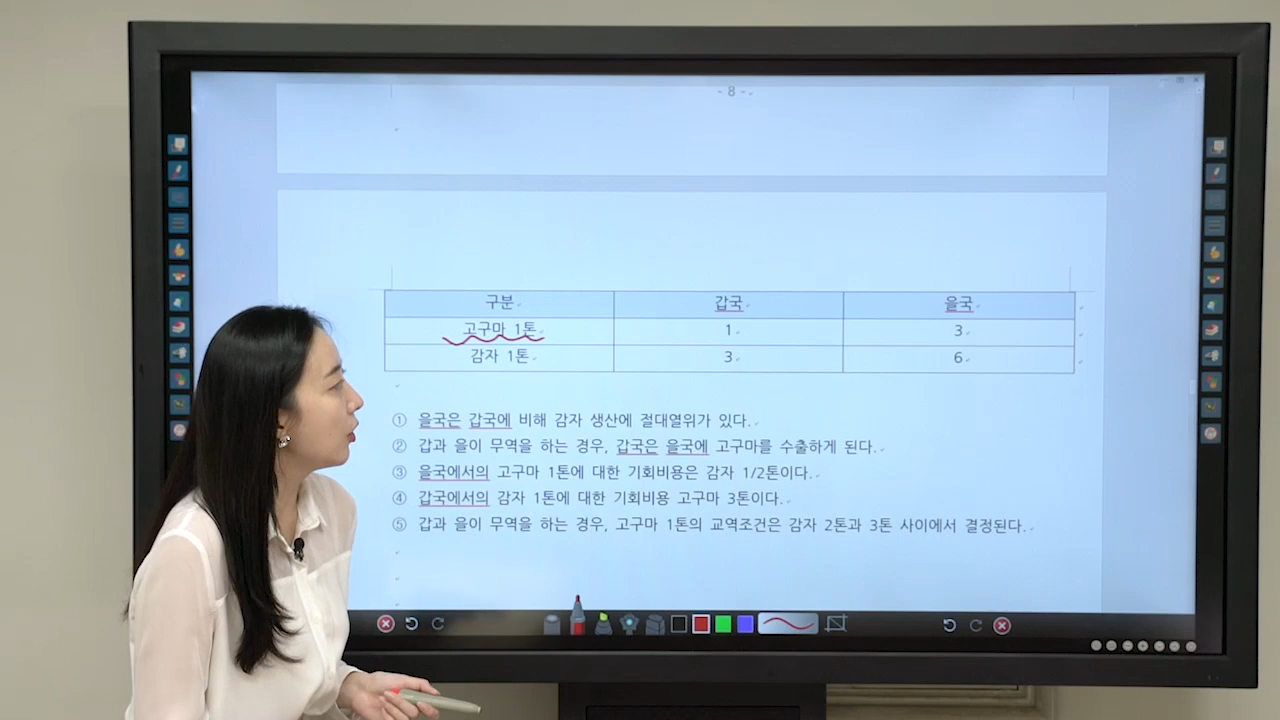 - 8 -
구분 갑국 을국
고구마 1톤 1 3
감자 1톤 3 6
① 을국은 갑국에 비해 감자 생산에 절대열위가 있다.
② 갑과 을이 무역을 하는 경우, 갑국은 을국에 고구마를 수출하게 된다.
③ 을국에서의 고구마 1톤에 대한 기회비용은 감자 1/2톤이다.
④ 갑국에서의 감자 1톤에 대한 기회비용 고구마 3톤이다.
⑤ 갑과 을이 무역을 하는 경우, 고구마 1톤의 교역조건은 감자 2톤과 3톤 사이에서 결정된다.